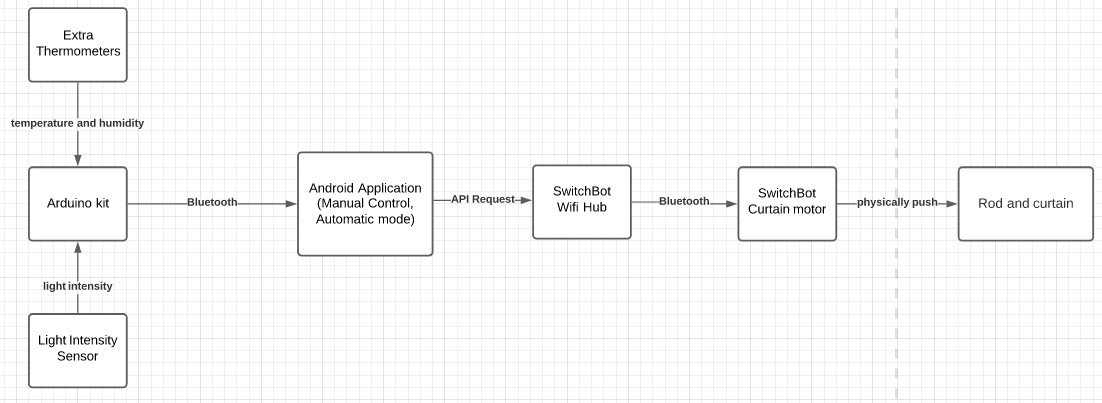 Extra
Thermometers
temperature and humidity
Arduino kit
Bluetooth
Android Application
(Manual Control,
Automatic mode)
API Request
SwitchBot
Wifi Hub
Bluetooth
SwitchBot
Curtain motor
physically push
Rod and curtain
light intensity
Light Intensity
Sensor